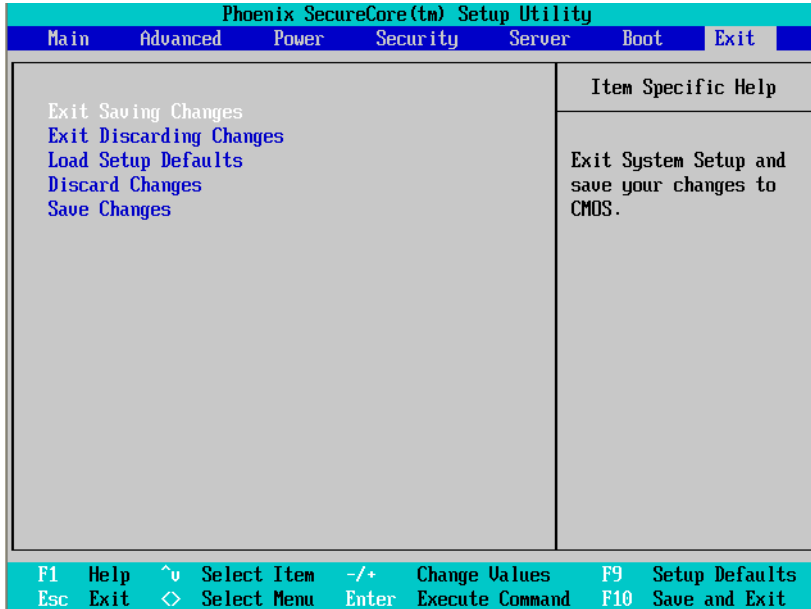 Phoenix SecureCore(tm) Setup Utility
Main Advanced Power Security Server Boot Exit
Item Specific Help
Exit Saving Changes
Exit Discarding Changes
Load Setup Defaults
Discard Changes
Save Changes
Exit System Setup and
save your changes to
CMOS.
F1 Help ^v Select Item -/+ Change Values F9 Setup Defaults
Esc Exit <> Select Menu Enter Execute Command F10 Save and Exit